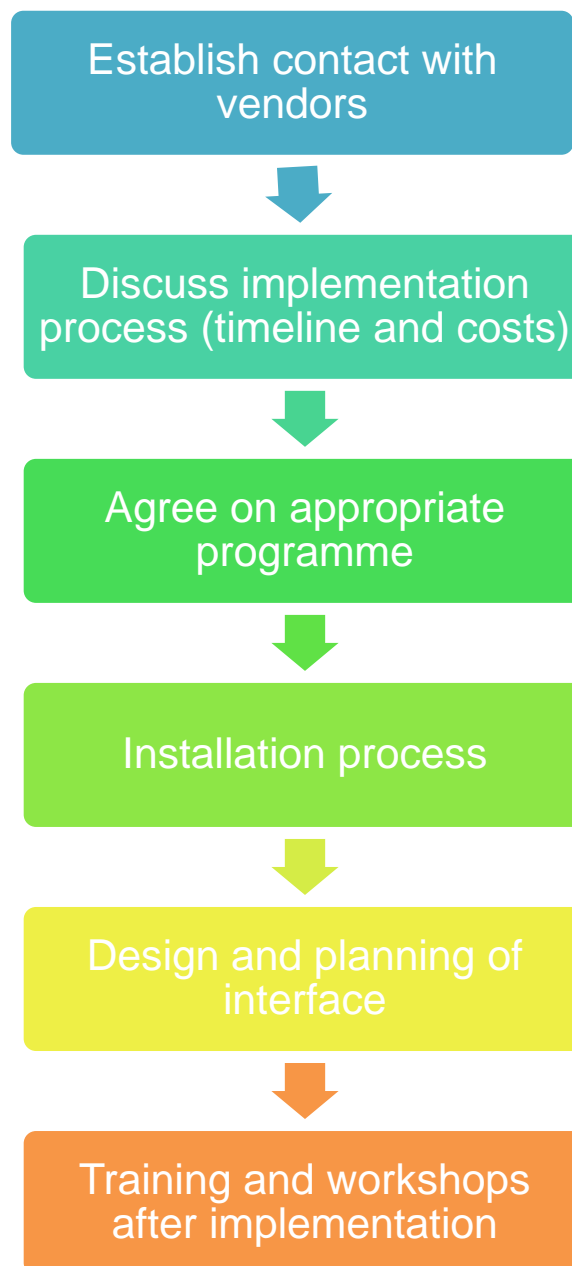 Establish contact with
vendors
Discuss implementation
process (timeline and costs)
Agree on appropriate
programme
Installation process
Design and planning of
interface
Training and workshops
after implementation